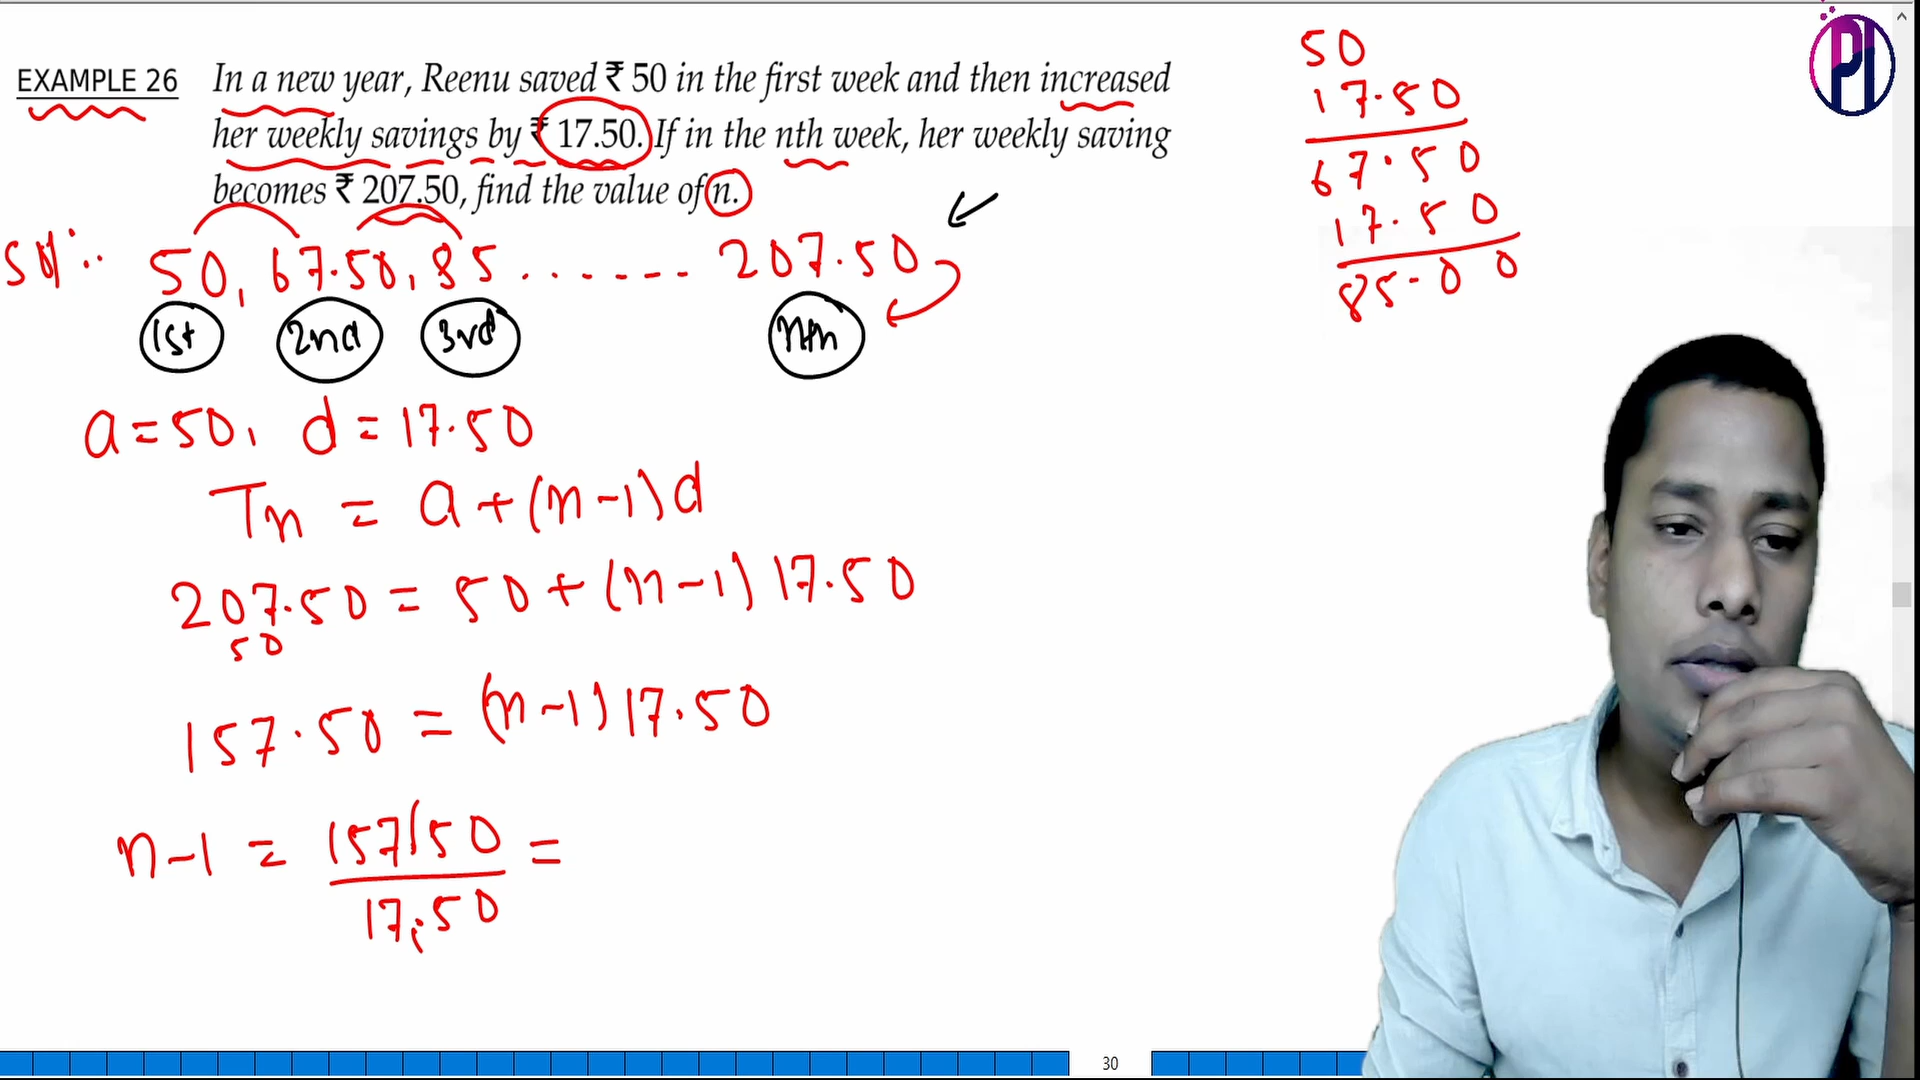 EXAMPLE 26 In a new year, Reenu saved ₹ 50 in the first week and then increased
her weekly savings by ₹ 17.50. If in the nth week, her weekly saving
becomes ₹ 207.50, find the value of n.
50
17.50
67.50
17.50
85.00
PI
Sol:. 50, 67.50, 85 ....... 207.50
1st 2nd 3rd nth
a = 50, d = 17.50
Tn = a + (n-1)d
207.50 = 50 + (n-1) 17.50
50
157.50 = (n-1) 17.50
n-1 = 157.50 =
17.50
30